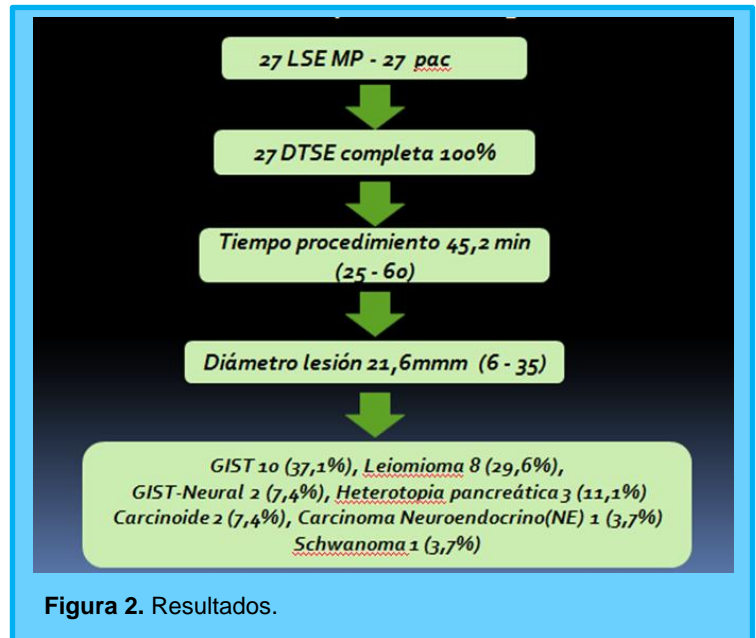 27 LSE MP - 27 pac
27 DTSE completa 100%
Tiempo procedimiento 45,2 min
(25 - 60)
Diámetro lesión 21,6mmm (6 - 35)
GIST 10 (37,1%), Leiomioma 8 (29,6%),
GIST-Neural 2 (7,4%), Heterotopia pancreática 3 (11,1%)
Carcinoide 2 (7,4%), Carcinoma Neuroendocrino(NE) 1 (3,7%)
Schwanoma 1 (3,7%)
Figura 2. Resultados.